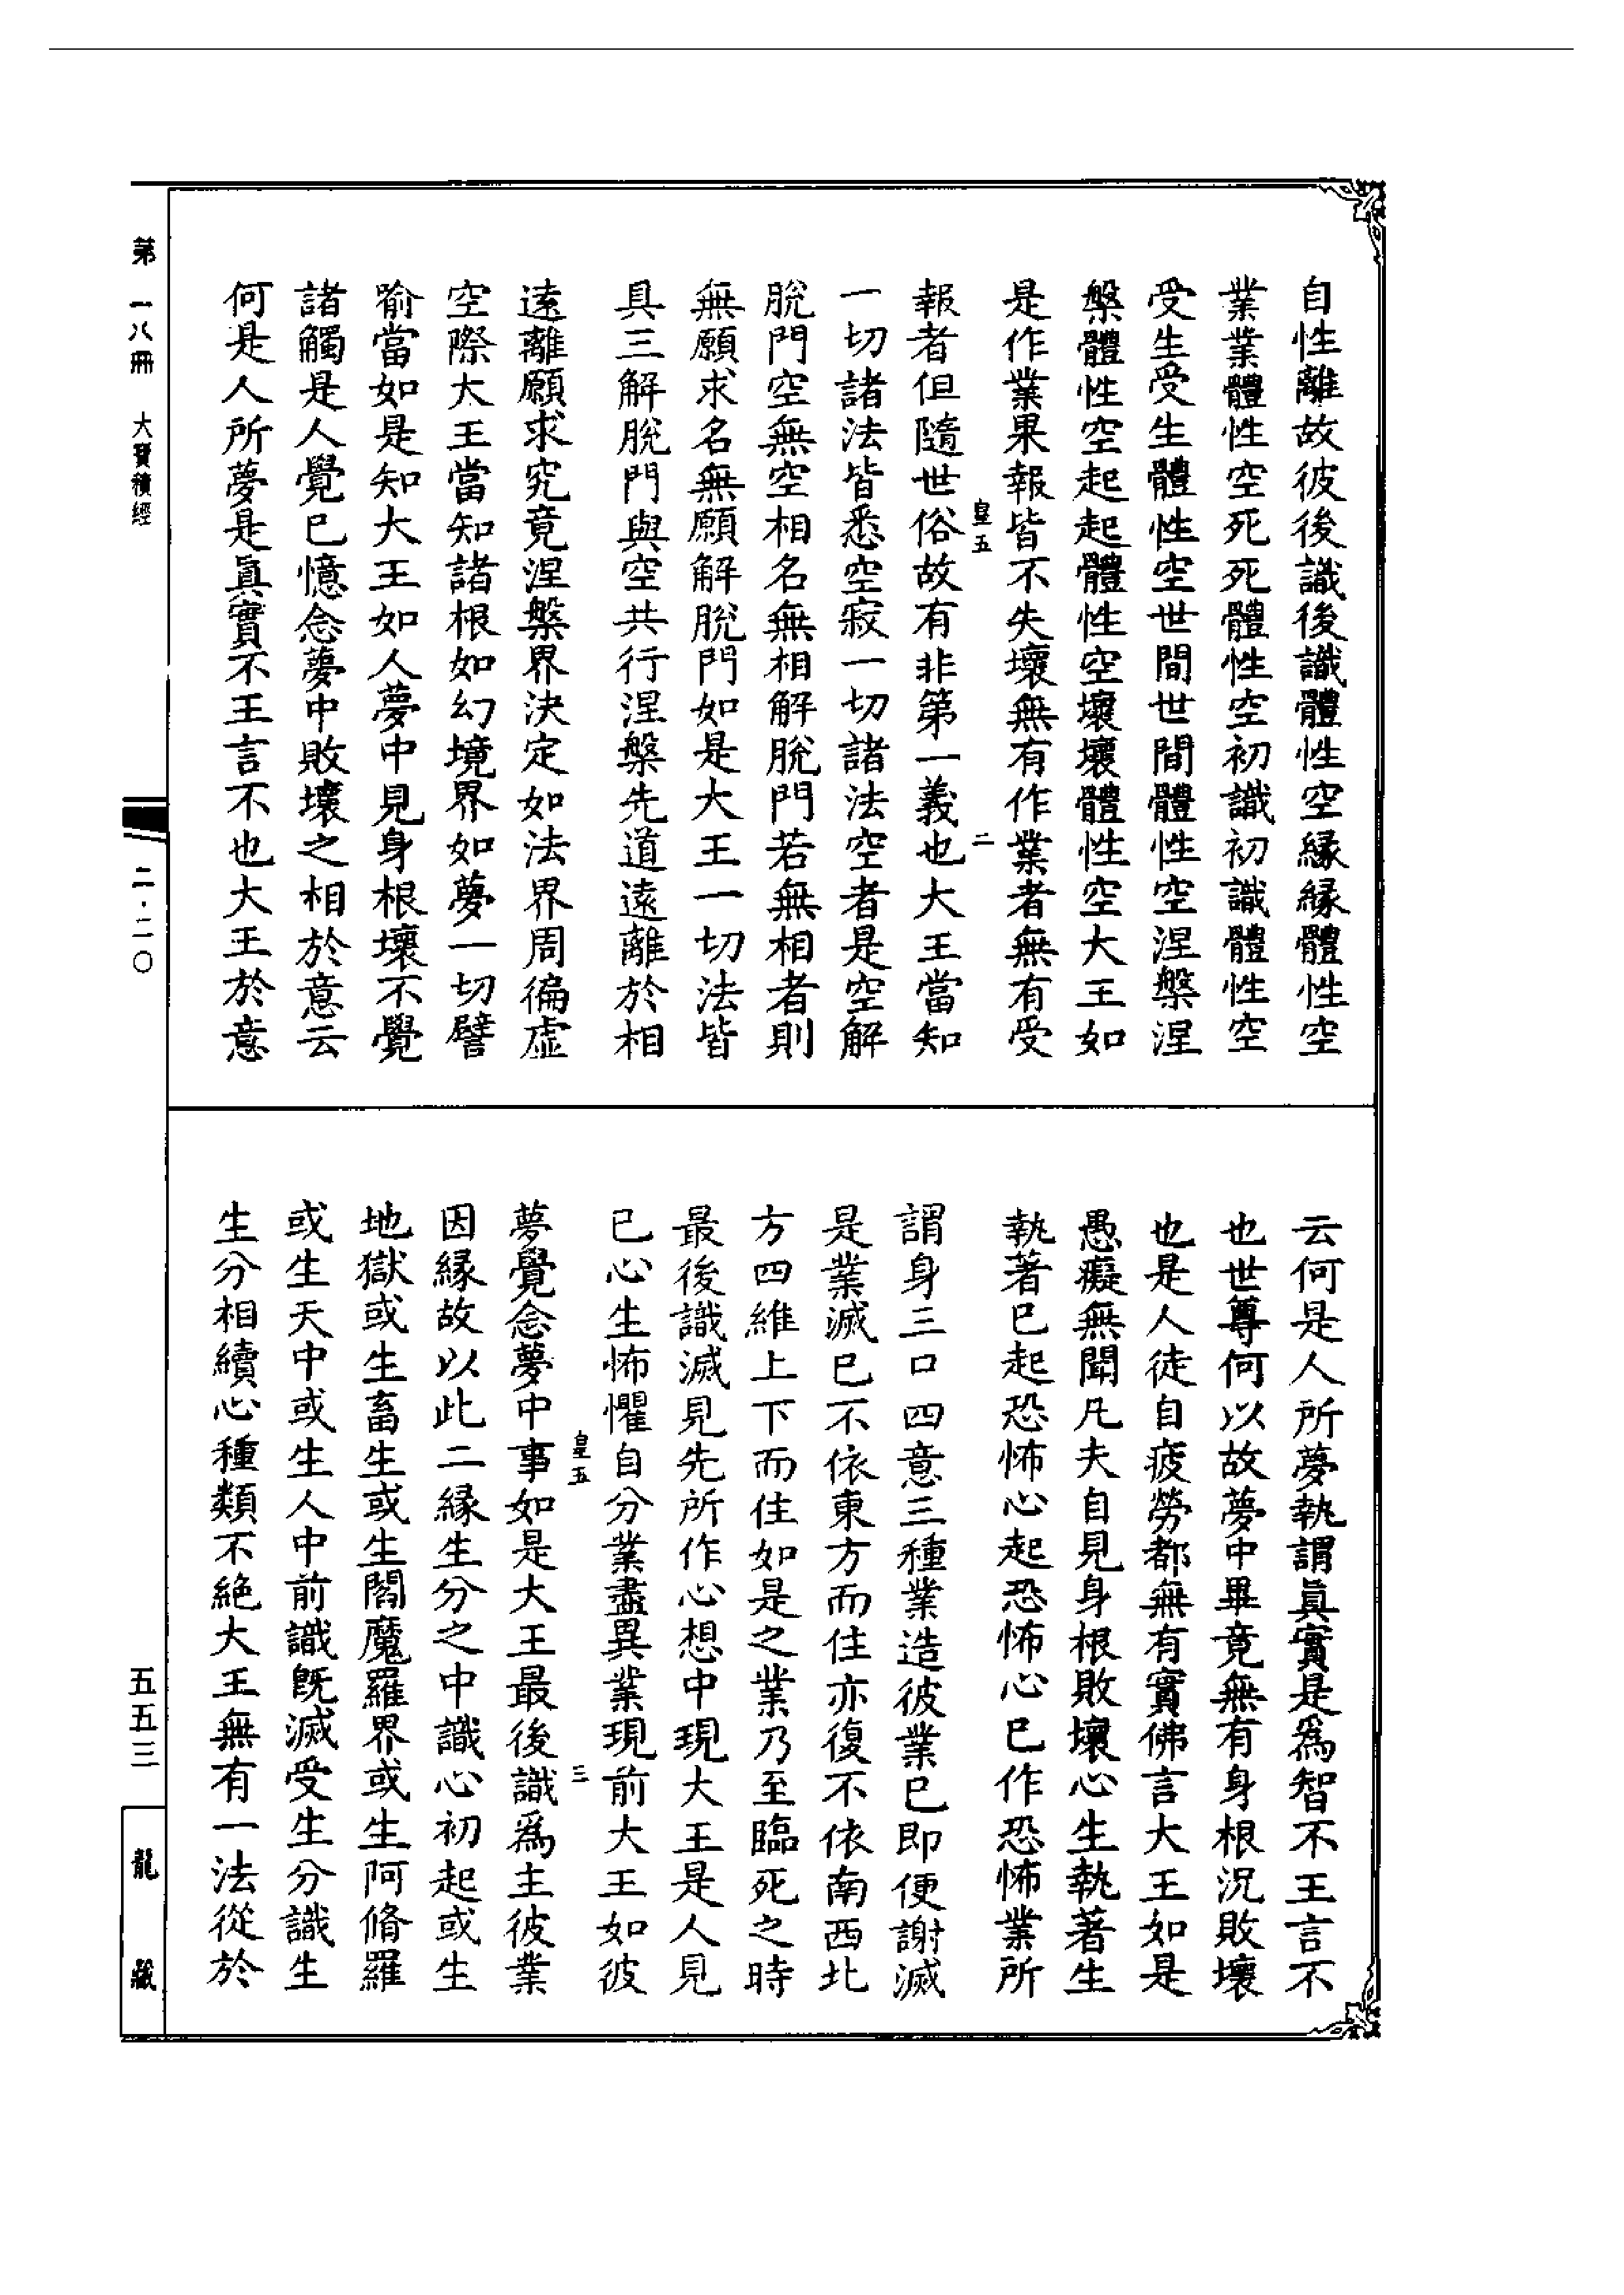 自性離故彼後識後識體性空緣緣體性空
業業體性空死死體性空初識初識體性空
受生受生體性空世間世間體性空涅槃涅
槃體性空起起體性空壞壞體性空大王如
是作業果報皆不失壞無有作業者無有受
皇五
二
報者但隨世俗故有非第一義也大王當知
一切諸法皆悉空寂一切諸法空者是空解
脫門空無空相名無相解脫門若無相者則
無願求名無願解脫門如是大王一切法皆
具三解脫門與空共行涅槃先道遠離於相
遠離願求究竟涅槃界決定如法界周徧虛
空際大王當知諸根如幻境界如夢一切譬
喻當如是知大王如人夢中見身根壞不覺
諸觸是人覺已憶念夢中敗壞之相於意云
何是人所夢是真實不王言不也大王於意
云何是人所夢執謂真實是為智不王言不
也世尊何以故夢中畢竟無有身根況敗壞
也是人徒自疲勞都無有實佛言大王如是
愚癡無聞凡夫自見身根敗壞心生執著生
執著已起恐怖心起恐怖心已作恐怖業所
謂身三口四意三種業造彼業已即便謝滅
是業滅已不依東方而住亦復不依南西北
方四維上下而住如是之業乃至臨死之時
最後識滅見先所作心想中現大王是人見
已心生怖懼自分業盡異業現前大王如彼
皇五
三
夢覺念夢中事如是大王最後識為主彼業
因緣故以此二緣生分之中識心初起或生
地獄或生畜生或生閻魔羅界或生阿脩羅
或生天中或生人中前識既滅受生分識生
生分相續心種類不絕大王無有一法從於
第一八冊 大寶積經
二·二〇
五五三
龍藏